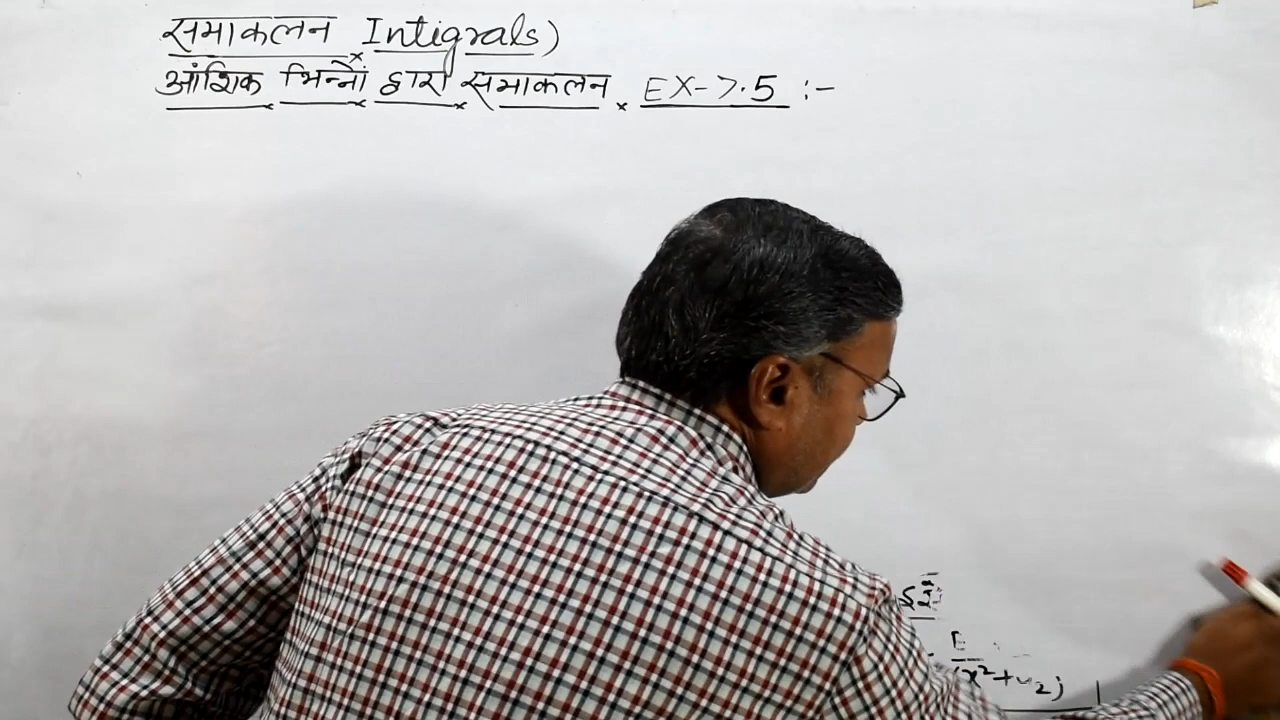 समाकलन Intigrals)
आंशिक भिन्नों द्वारा समाकलन EX-7.5 :-
E